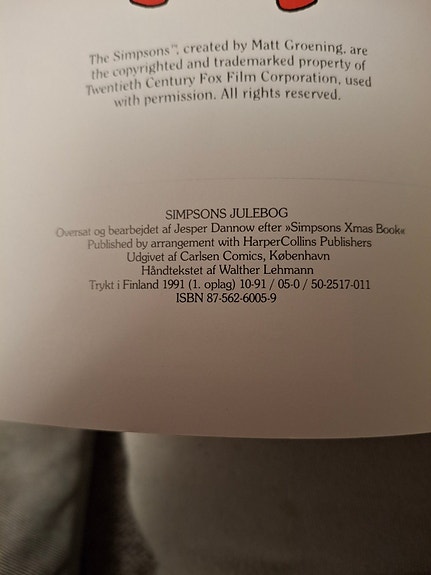 The Simpsons™, created by Matt Groening, are
the copyrighted and trademarked property of
Twentieth Century Fox Film Corporation, used
with permission. All rights reserved.
SIMPSONS JULEBOG
Oversat og bearbejdet af Jesper Dannow efter »Simpsons Xmas Book«
Published by arrangement with HarperCollins Publishers
Udgivet af Carlsen Comics, København
Håndtekstet af Walther Lehmann
Trykt i Finland 1991 (1. oplag) 10-91 / 05-0 / 50-2517-011
ISBN 87-562-6005-9